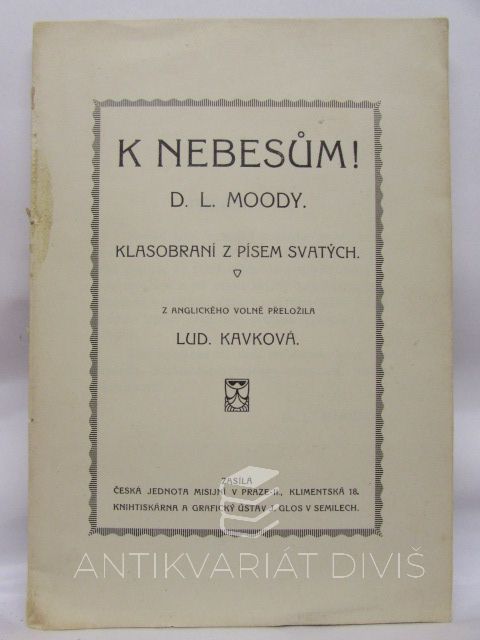 K NEBESŮM!
D. L. MOODY.
KLASOBRANÍ Z PÍSEM SVATÝCH.
Z ANGLICKÉHO VOLNĚ PŘELOŽILA
LUD. KAVKOVÁ.
ZASÍLA
ČESKÁ JEDNOTA MISIJNÍ V PRAZE-II., KLIMENTSKÁ 18.
KNIHTISKÁRNA A GRAFICKÝ ÚSTAV J. GLOS V SEMILECH.
ANTIKVARIÁT DIVIŠ